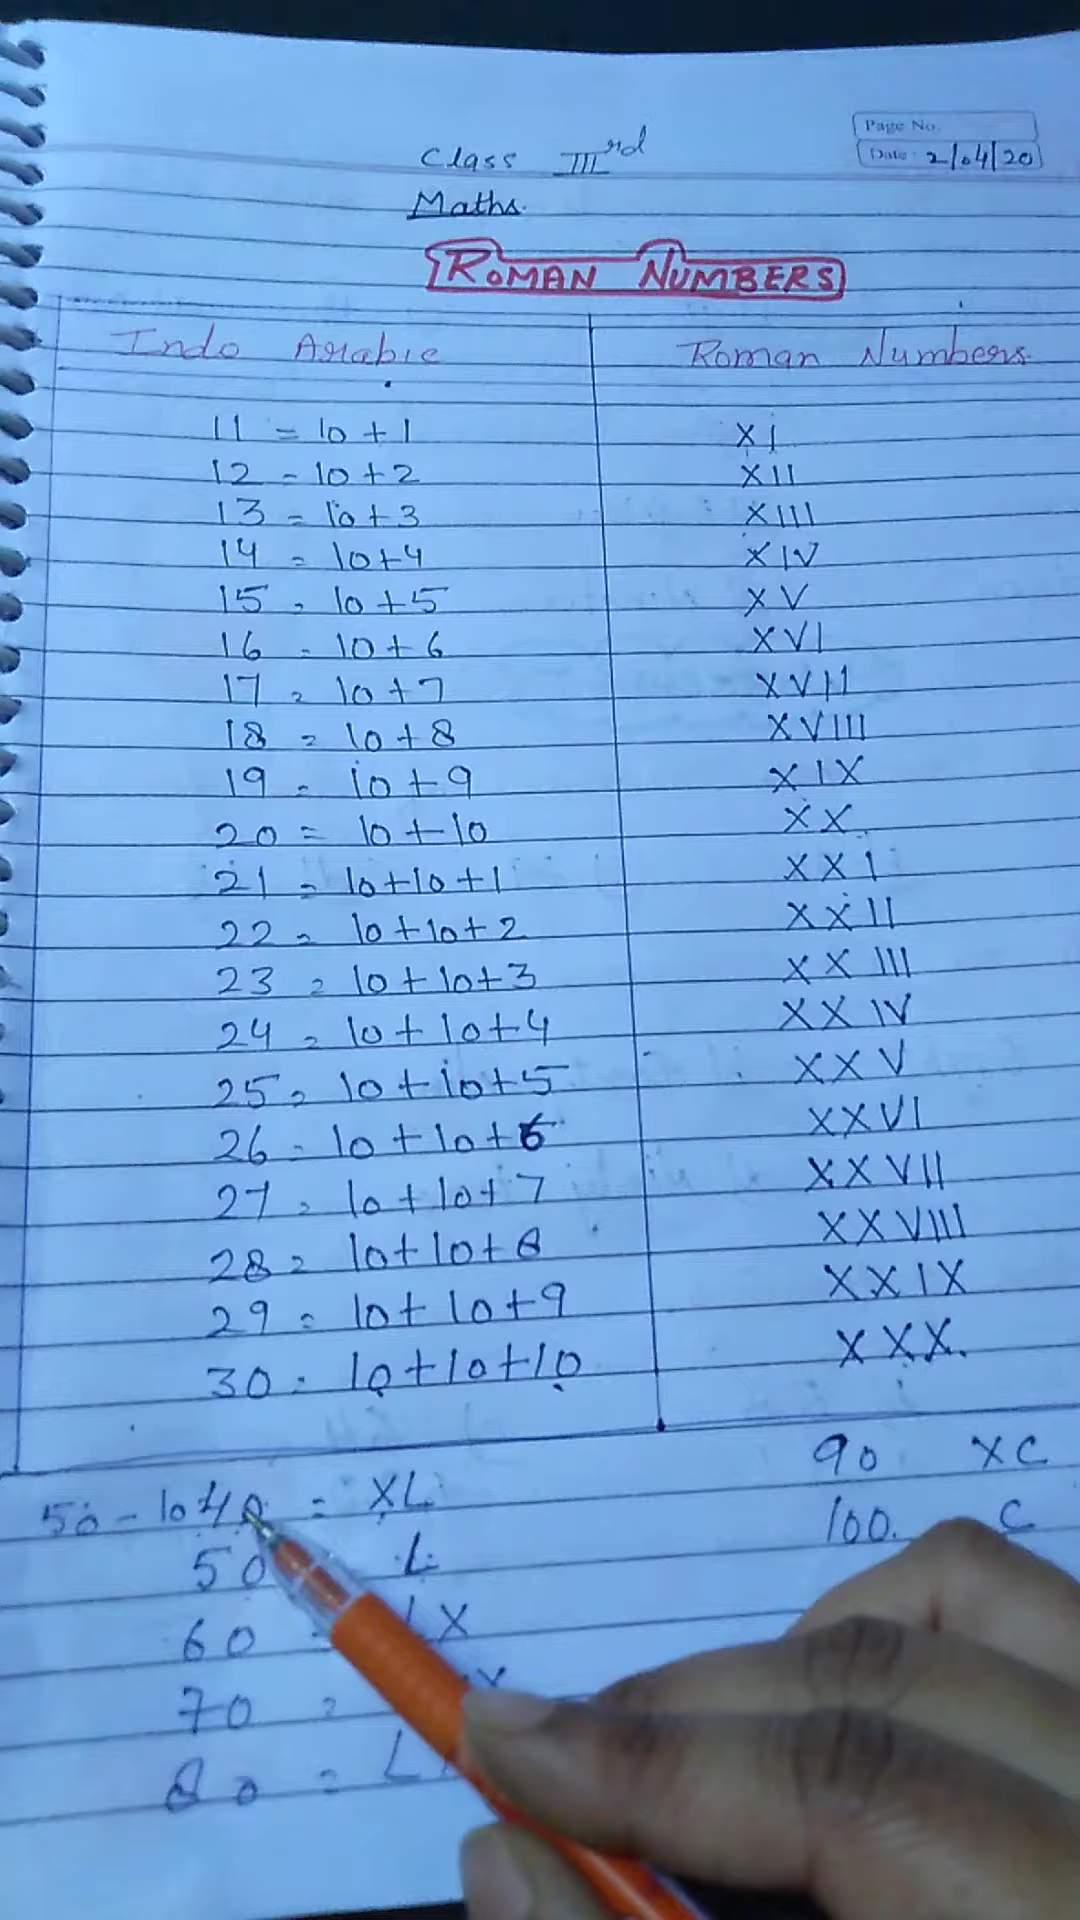 Page No.
Date: 2/04/20
Class IIIrd
Maths.
ROMAN NUMBERS
Indo Arabic Roman Numbers
11 = 10+1 XI
12 = 10+2 XII
13 = 10+3 XIII
14 = 10+4 XIV
15 = 10+5 XV
16 = 10+6 XVI
17 = 10+7 XVII
18 = 10+8 XVIII
19 = 10+9 XIX
20 = 10+10 XX
21 = 10+10+1 XXI
22 = 10+10+2 XXII
23 = 10+10+3 XXIII
24 = 10+10+4 XXIV
25 = 10+10+5 XXV
26 = 10+10+6 XXVI
27 = 10+10+7 XXVII
28 = 10+10+8 XXVIII
29 = 10+10+9 XXIX
30 = 10+10+10 XXX.
50-10 40 = XL 90 XC
50 L 100. C
60 = LX
70 =
80 = L